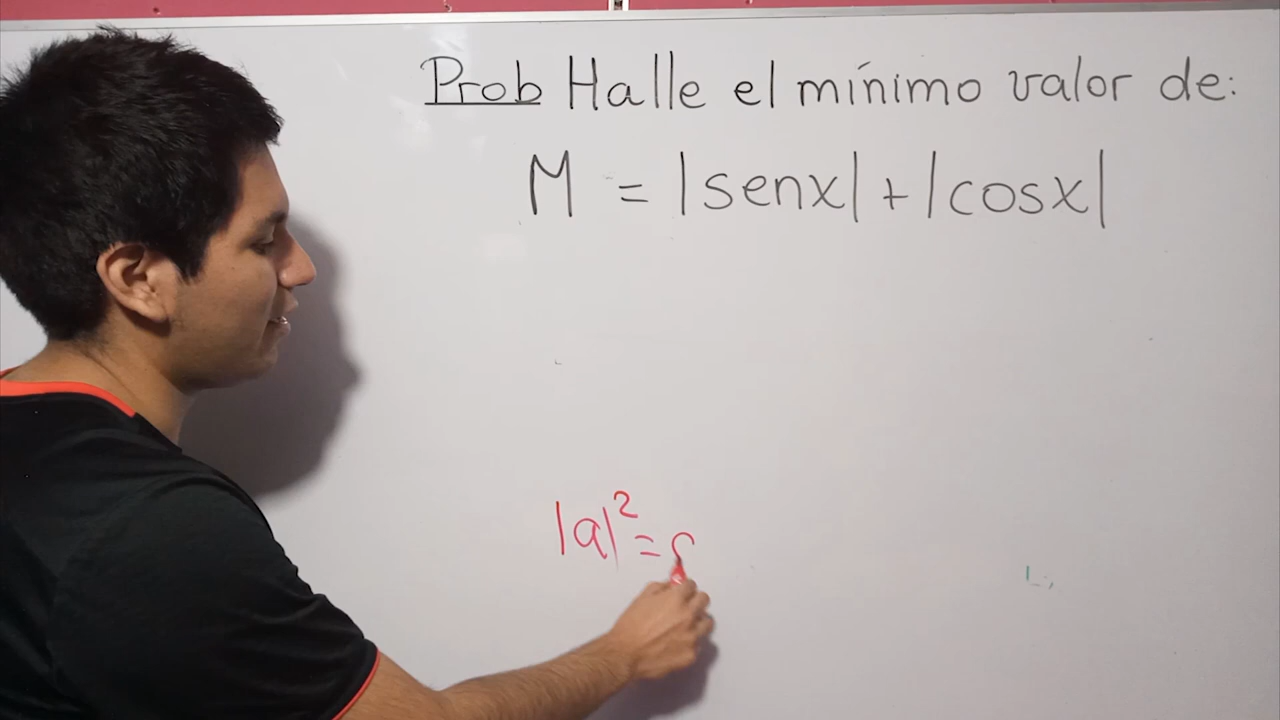 Prob Halle el mínimo valor de:
M = |senx| + |cosx|
|a|² =